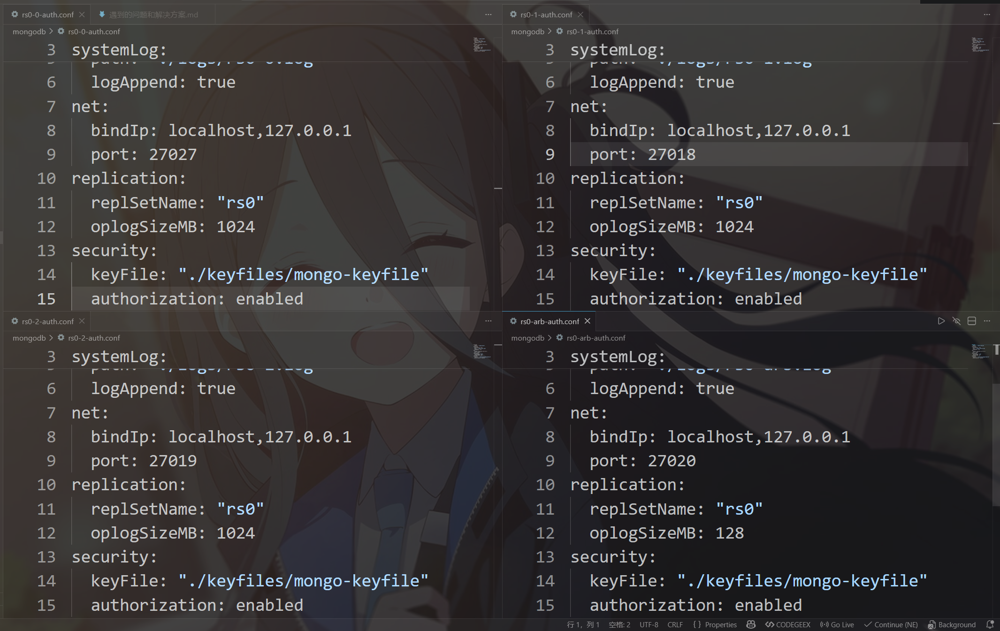 rs0-0-auth.conf
遇到的问题和解决方案.md
mongodb > rs0-0-auth.conf
3 systemLog:
6 logAppend: true
7 net:
8 bindIp: localhost,127.0.0.1
9 port: 27027
10 replication:
11 replSetName: "rs0"
12 oplogSizeMB: 1024
13 security:
14 keyFile: "./keyfiles/mongo-keyfile"
15 authorization: enabled
rs0-1-auth.conf
mongodb > rs0-1-auth.conf
3 systemLog:
6 logAppend: true
7 net:
8 bindIp: localhost,127.0.0.1
9 port: 27018
10 replication:
11 replSetName: "rs0"
12 oplogSizeMB: 1024
13 security:
14 keyFile: "./keyfiles/mongo-keyfile"
15 authorization: enabled
rs0-2-auth.conf
mongodb > rs0-2-auth.conf
3 systemLog:
6 logAppend: true
7 net:
8 bindIp: localhost,127.0.0.1
9 port: 27019
10 replication:
11 replSetName: "rs0"
12 oplogSizeMB: 1024
13 security:
14 keyFile: "./keyfiles/mongo-keyfile"
15 authorization: enabled
rs0-arb-auth.conf
mongodb > rs0-arb-auth.conf
3 systemLog:
6 logAppend: true
7 net:
8 bindIp: localhost,127.0.0.1
9 port: 27020
10 replication:
11 replSetName: "rs0"
12 oplogSizeMB: 128
13 security:
14 keyFile: "./keyfiles/mongo-keyfile"
15 authorization: enabled
行 1，列 1 空格: 2 UTF-8 CRLF { } Properties CODEGEEX Go Live Continue (NE) Background